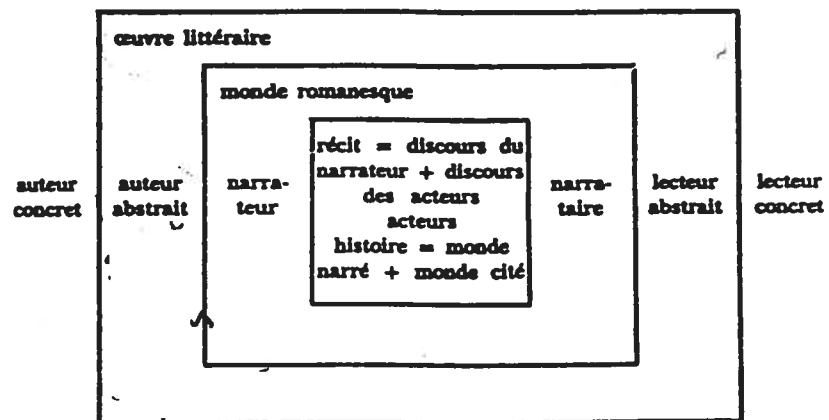 œuvre littéraire
monde romanesque
récit = discours du
narrateur + discours
des acteurs
acteurs
histoire = monde
narré + monde cité
auteur
concret
auteur
abstrait
narra-
teur
narra-
taire
lecteur
abstrait
lecteur
concret